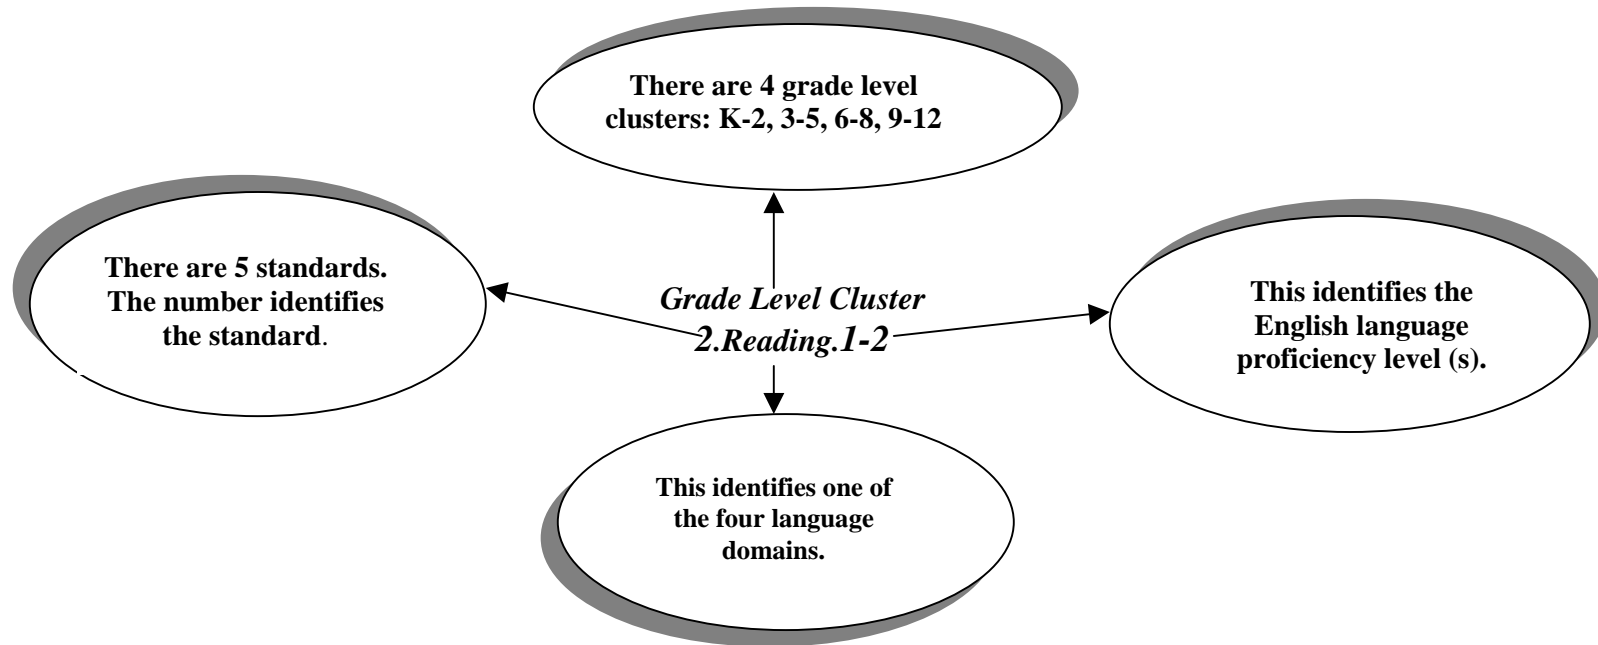 There are 4 grade level
clusters: K-2, 3-5, 6-8, 9-12
There are 5 standards.
The number identifies
the standard.
Grade Level Cluster
2.Reading.1-2
This identifies the
English language
proficiency level (s).
This identifies one of
the four language
domains.